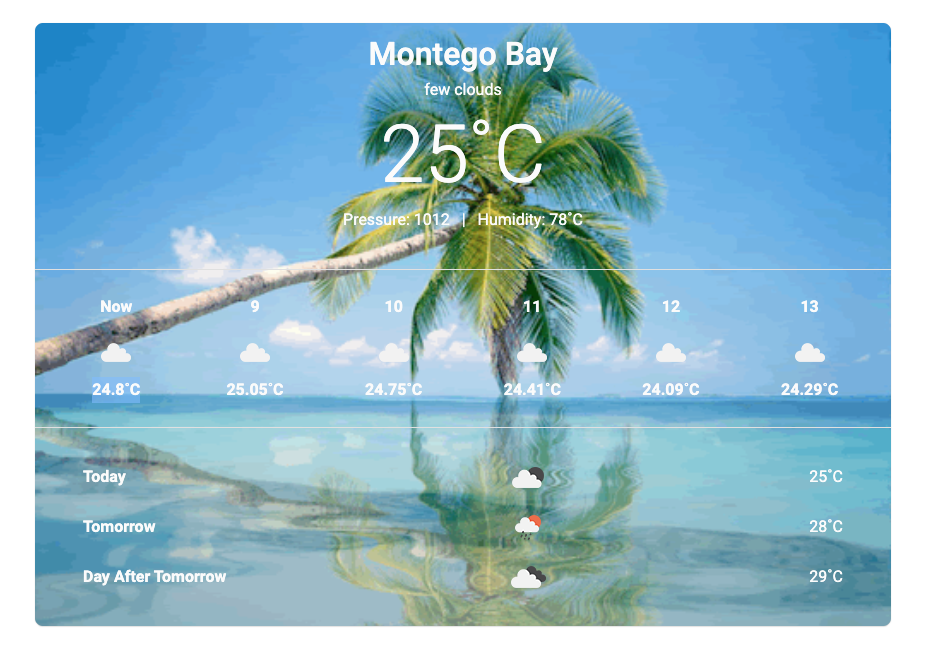 Montego Bay
few clouds
25°C
Pressure: 1012 | Humidity: 78°C
Now 9 10 11 12 13
24.8°C 25.05°C 24.75°C 24.41°C 24.09°C 24.29°C
Today 25°C
Tomorrow 28°C
Day After Tomorrow 29°C